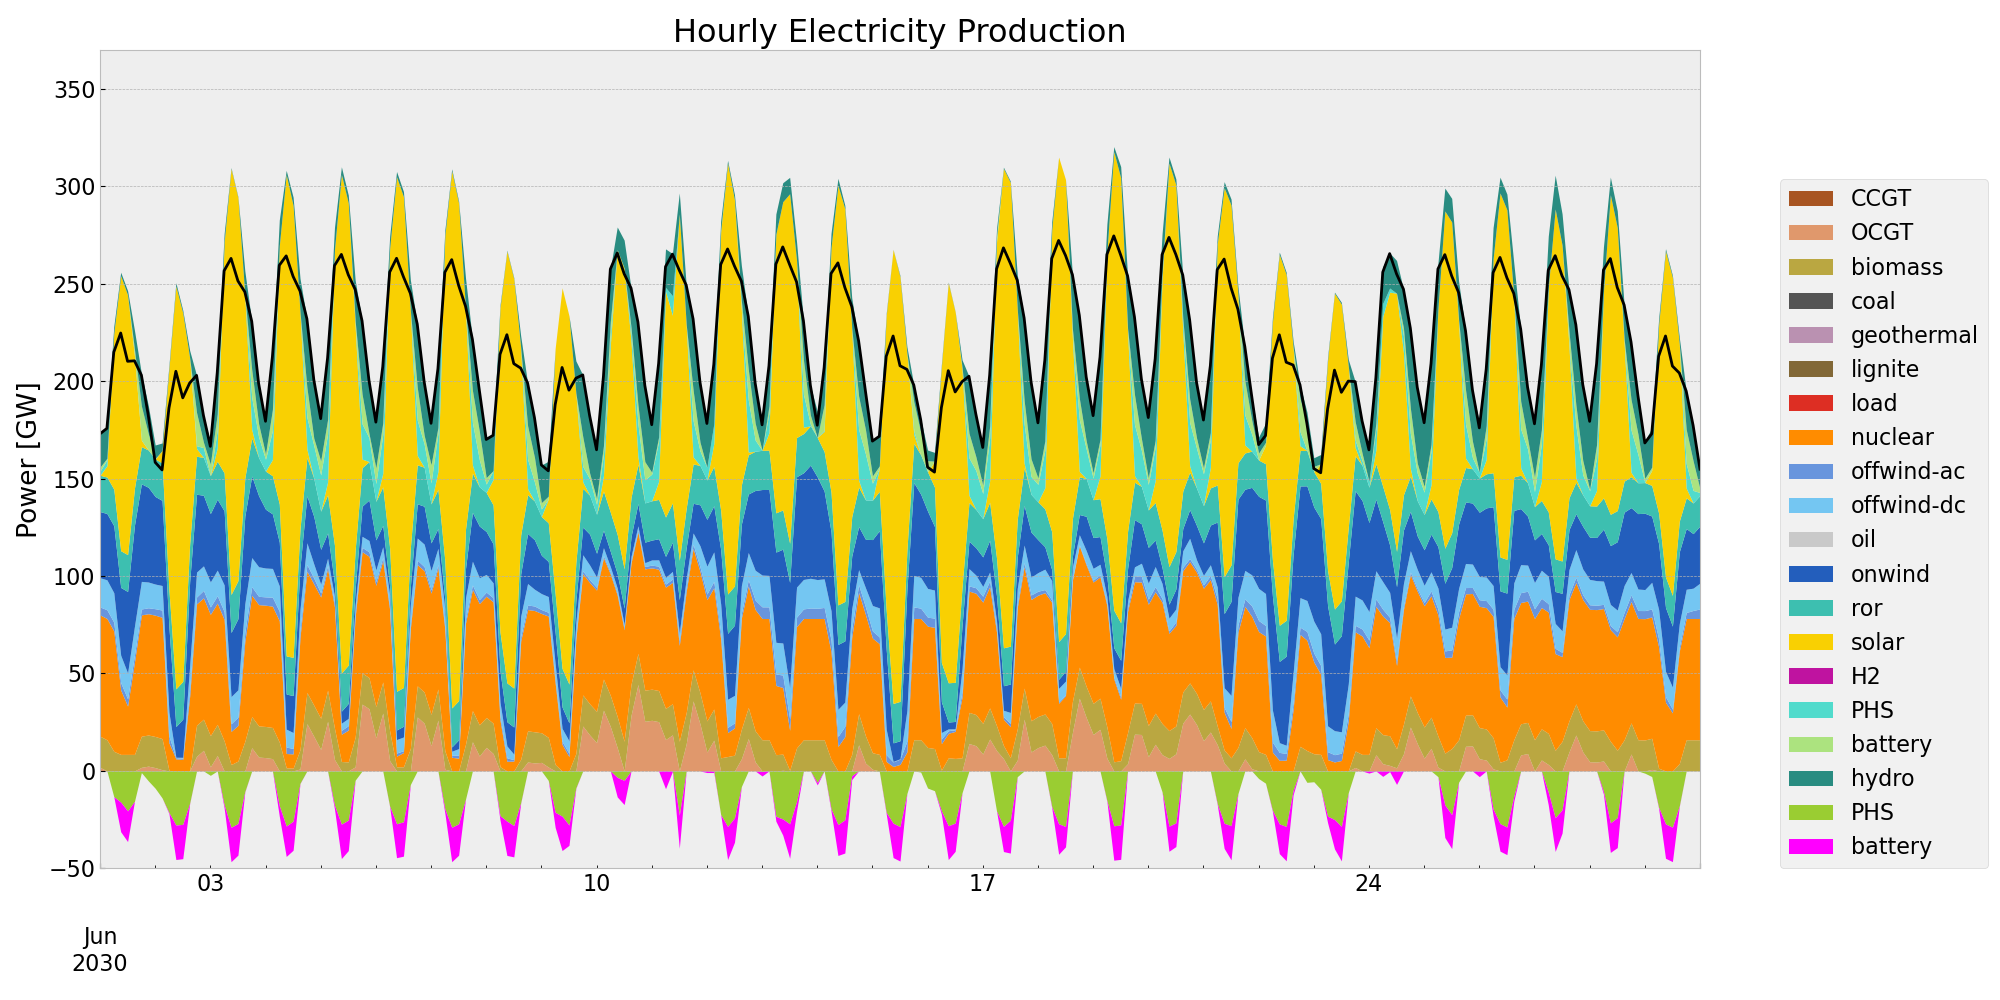 Hourly Electricity Production
Power [GW]
350
300
250
200
150
100
50
0
−50
03
10
17
24
Jun
2030
CCGT
OCGT
biomass
coal
geothermal
lignite
load
nuclear
offwind-ac
offwind-dc
oil
onwind
ror
solar
H2
PHS
battery
hydro
PHS
battery